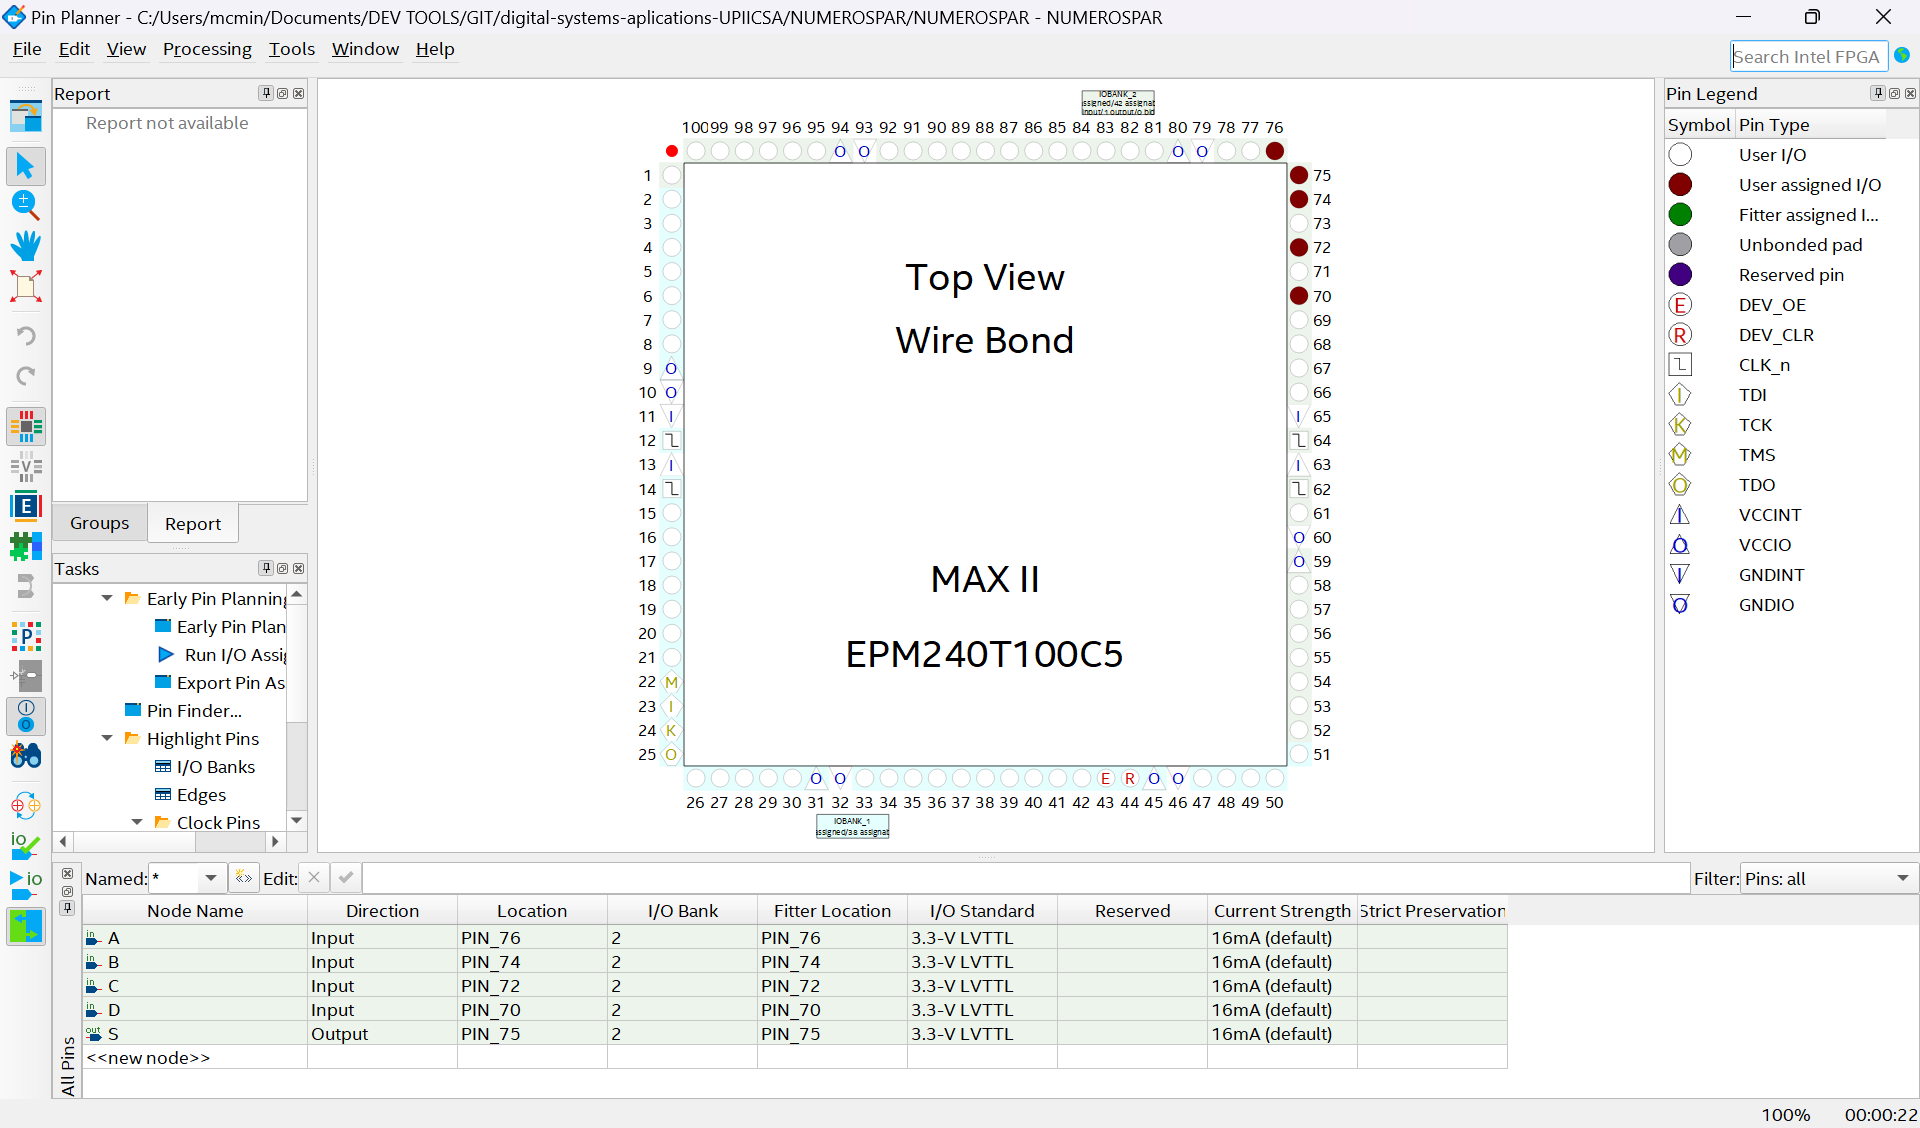 Pin Planner - C:/Users/mcmin/Documents/DEV TOOLS/GIT/digital-systems-aplications-UPIICSA/NUMEROSPAR/NUMEROSPAR - NUMEROSPAR
File Edit View Processing Tools Window Help
Search Intel FPGA
Report
Report not available
Groups Report
Tasks
Early Pin Planning
Early Pin Plan
Run I/O Assi
Export Pin As
Pin Finder...
Highlight Pins
I/O Banks
Edges
Clock Pins
IOBANK_2
100 99 98 97 96 95 94 93 92 91 90 89 88 87 86 85 84 83 82 81 80 79 78 77 76
O O O O
1 75
2 74
3 73
4 72
5 71
6 70
7 69
8 68
9 O 67
10 O 66
11 I I 65
12 64
13 I I 63
14 62
15 61
16 O 60
17 O 59
18 58
19 57
20 56
21 55
22 M 54
23 I 53
24 K 52
25 O 51
Top View
Wire Bond
MAX II
EPM240T100C5
O O E R O O
26 27 28 29 30 31 32 33 34 35 36 37 38 39 40 41 42 43 44 45 46 47 48 49 50
IOBANK_1
Pin Legend
Symbol Pin Type
User I/O
User assigned I/O
Fitter assigned I...
Unbonded pad
Reserved pin
E DEV_OE
R DEV_CLR
CLK_n
I TDI
K TCK
M TMS
O TDO
I VCCINT
O VCCIO
I GNDINT
O GNDIO
Named: * «» Edit: Filter: Pins: all
Node Name Direction Location I/O Bank Fitter Location I/O Standard Reserved Current Strength Strict Preservation
in A Input PIN_76 2 PIN_76 3.3-V LVTTL 16mA (default)
in B Input PIN_74 2 PIN_74 3.3-V LVTTL 16mA (default)
in C Input PIN_72 2 PIN_72 3.3-V LVTTL 16mA (default)
in D Input PIN_70 2 PIN_70 3.3-V LVTTL 16mA (default)
out S Output PIN_75 2 PIN_75 3.3-V LVTTL 16mA (default)
<<new node>>
All Pins
100% 00:00:22